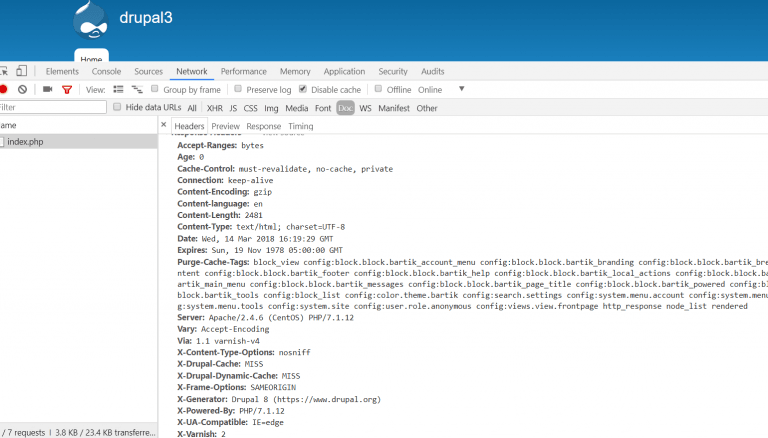 drupal3
Home
Elements Console Sources Network Performance Memory Application Security Audits
View: Group by frame Preserve log Disable cache Offline Online
Filter Hide data URLs All XHR JS CSS Img Media Font Doc WS Manifest Other
ame × Headers Preview Response Timing
index.php
Accept-Ranges: bytes
Age: 0
Cache-Control: must-revalidate, no-cache, private
Connection: keep-alive
Content-Encoding: gzip
Content-language: en
Content-Length: 2481
Content-Type: text/html; charset=UTF-8
Date: Wed, 14 Mar 2018 16:19:29 GMT
Expires: Sun, 19 Nov 1978 05:00:00 GMT
Purge-Cache-Tags: block_view config:block.block.bartik_account_menu config:block.block.bartik_branding config:block.block.bartik_bre
ntent config:block.block.bartik_footer config:block.block.bartik_help config:block.block.bartik_local_actions config:block.block.ba
artik_main_menu config:block.block.bartik_messages config:block.block.bartik_page_title config:block.block.bartik_powered config:bl
block.bartik_tools config:block_list config:color.theme.bartik config:search.settings config:system.menu.account config:system.menu
g:system.menu.tools config:system.site config:user.role.anonymous config:views.view.frontpage http_response node_list rendered
Server: Apache/2.4.6 (CentOS) PHP/7.1.12
Vary: Accept-Encoding
Via: 1.1 varnish-v4
X-Content-Type-Options: nosniff
X-Drupal-Cache: MISS
X-Drupal-Dynamic-Cache: MISS
X-Frame-Options: SAMEORIGIN
X-Generator: Drupal 8 (https://www.drupal.org)
X-Powered-By: PHP/7.1.12
X-UA-Compatible: IE=edge
X-Varnish: 2
/ 7 requests | 3.8 KB / 23.4 KB transferre...